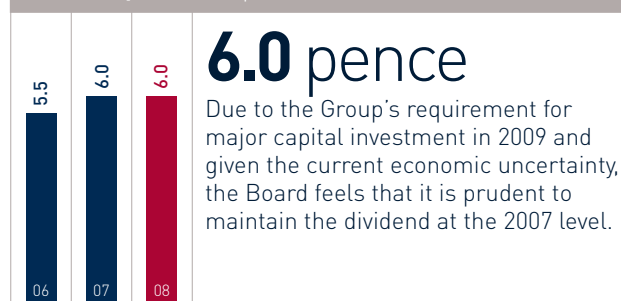 6.0 pence
Due to the Group's requirement for
major capital investment in 2009 and
given the current economic uncertainty,
the Board feels that it is prudent to
maintain the dividend at the 2007 level.
5.5
6.0
6.0
06
07
08